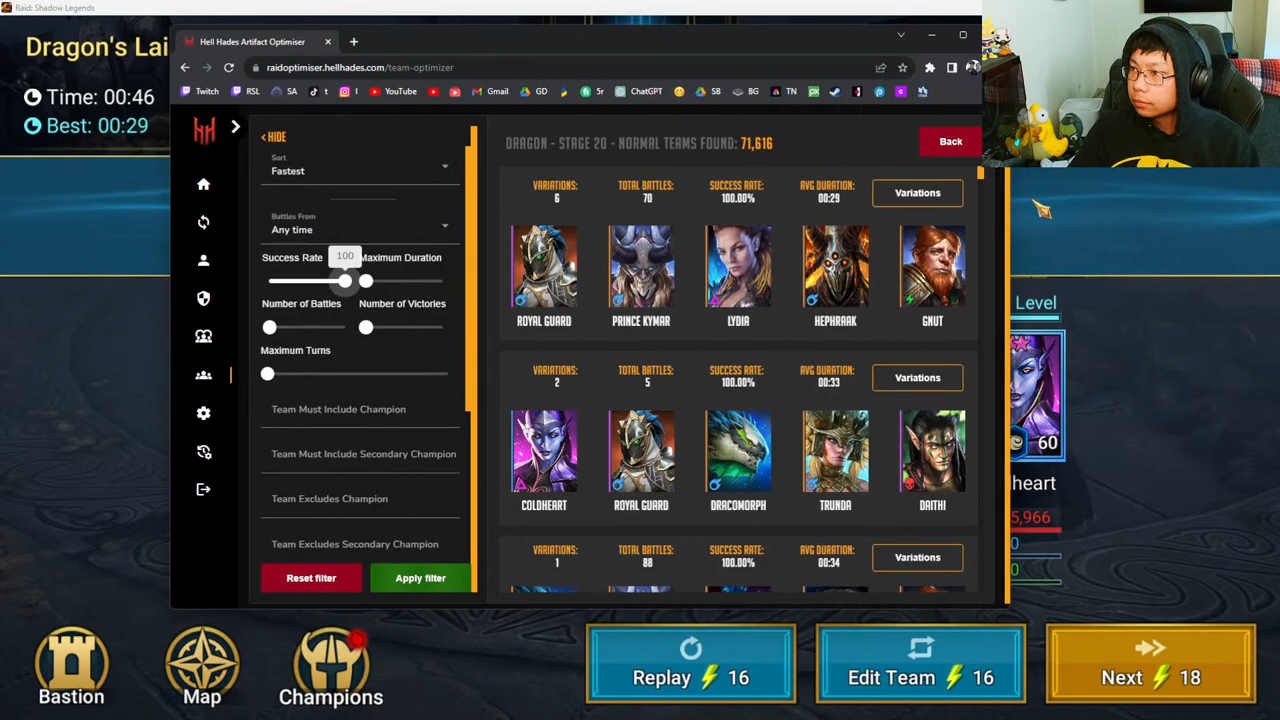 Raid: Shadow Legends
Dragon's Lai
Time: 00:46
Best: 00:29
Hell Hades Artifact Optimiser
raidoptimiser.hellhades.com/team-optimizer
Twitch RSL SA t I YouTube Gmail GD 5r ChatGPT SB BG TN
HIDE
Sort
Fastest
Battles From
Any time
Success Rate 100 Maximum Duration
Number of Battles Number of Victories
Maximum Turns
Team Must Include Champion
Team Must Include Secondary Champion
Team Excludes Champion
Team Excludes Secondary Champion
Reset filter Apply filter
DRAGON - STAGE 20 - NORMAL TEAMS FOUND: 71,616
Back
VARIATIONS: TOTAL BATTLES: SUCCESS RATE: AVG DURATION:
6 70 100.00% 00:29
Variations
ROYAL GUARD PRINCE KYMAR LYDIA HEPHRAAK GNUT
VARIATIONS: TOTAL BATTLES: SUCCESS RATE: AVG DURATION:
2 5 100.00% 00:33
Variations
COLDHEART ROYAL GUARD DRACOMORPH TRUNDA DAITHI
VARIATIONS: TOTAL BATTLES: SUCCESS RATE: AVG DURATION:
1 88 100.00% 00:34
Variations
Level
60
heart
5,966
0
0
Bastion
Map
Champions
Replay 16
Edit Team 16
Next 18